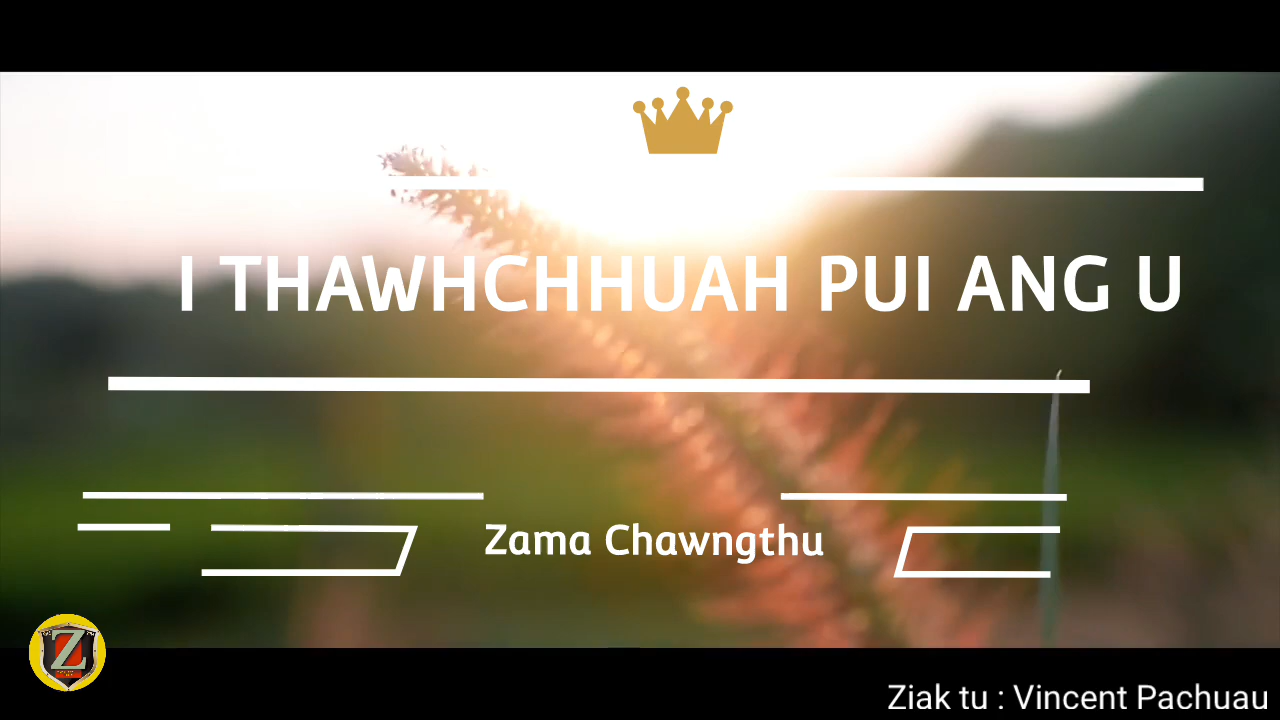 I THAWHCHHUAH PUI ANG U
Zama Chawngthu
Z
Ziak tu : Vincent Pachuau